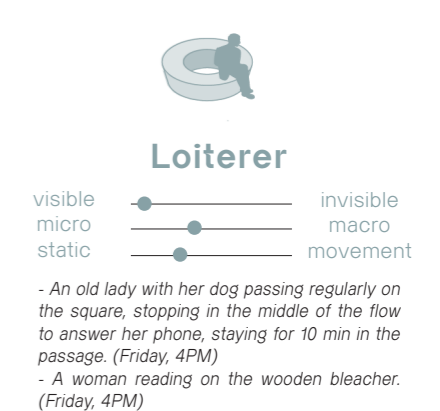 Loiterer
visible invisible
micro macro
static movement
- An old lady with her dog passing regularly on
the square, stopping in the middle of the flow
to answer her phone, staying for 10 min in the
passage. (Friday, 4PM)
- A woman reading on the wooden bleacher.
(Friday, 4PM)